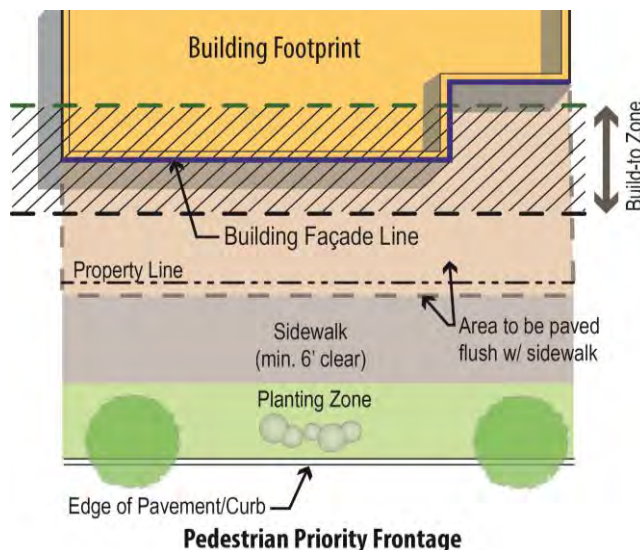 Building Footprint
Build-to Zone
Building Façade Line
Property Line
Sidewalk
(min. 6' clear)
Area to be paved
flush w/ sidewalk
Planting Zone
Edge of Pavement/Curb
Pedestrian Priority Frontage